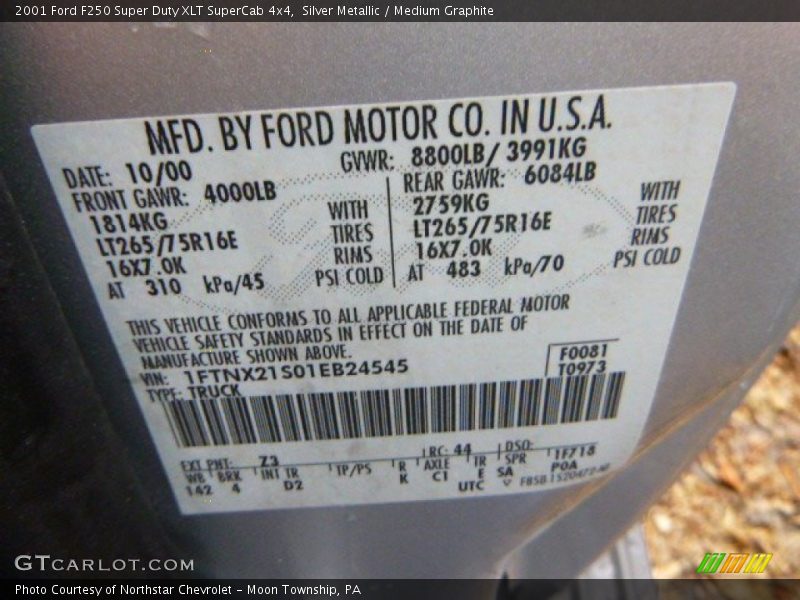 2001 Ford F250 Super Duty XLT SuperCab 4x4, Silver Metallic / Medium Graphite
MFD. BY FORD MOTOR CO. IN U.S.A.
DATE: 10/00 GVWR: 8800LB/ 3991KG
FRONT GAWR: 4000LB REAR GAWR: 6084LB
1814KG WITH 2759KG WITH
LT265/75R16E TIRES LT265/75R16E TIRES
16X7.0K RIMS 16X7.0K RIMS
AT 310 kPa/45 PSI COLD AT 483 kPa/70 PSI COLD
THIS VEHICLE CONFORMS TO ALL APPLICABLE FEDERAL MOTOR
VEHICLE SAFETY STANDARDS IN EFFECT ON THE DATE OF
MANUFACTURE SHOWN ABOVE.
F0081
VIN: 1FTNX21S01EB24545 T0973
TYPE: TRUCK
EXT PNT: Z3 RC: 44 DSO:
WB BRK INT TR TP/PS R AXLE TR SPR 1F718
142 4 D2 K C1 E SA POA
UTC
GTCARLOT.COM
Photo Courtesy of Northstar Chevrolet - Moon Township, PA